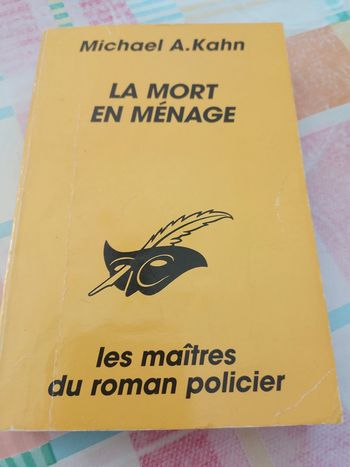 Michael A.Kahn
LA MORT
EN MÉNAGE
les maîtres
du roman policier